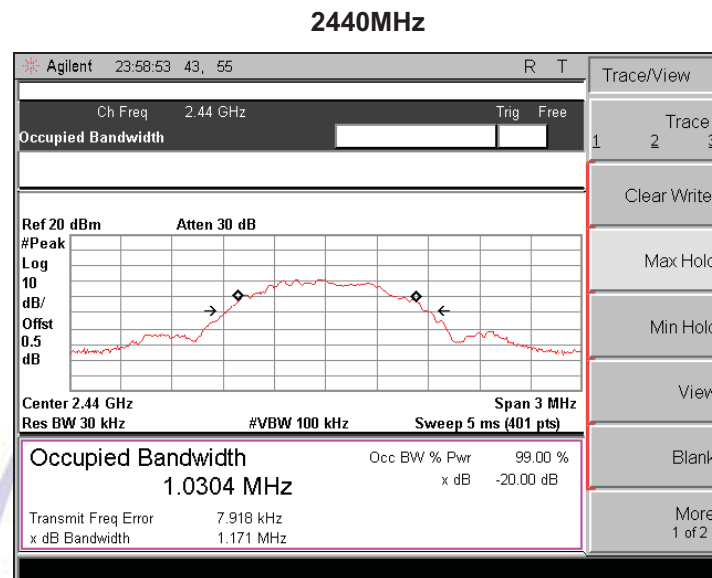 2440MHz
Agilent 23:58:53 43, 55 R T
Ch Freq 2.44 GHz Trig Free
Occupied Bandwidth
Ref 20 dBm Atten 30 dB
#Peak
Log
10
dB/
Offst
0.5
dB
Center 2.44 GHz Span 3 MHz
Res BW 30 kHz #VBW 100 kHz Sweep 5 ms (401 pts)
Occupied Bandwidth
1.0304 MHz
Occ BW % Pwr 99.00 %
x dB -20.00 dB
Transmit Freq Error 7.918 kHz
x dB Bandwidth 1.171 MHz
Trace/View
Trace
1 2
Clear Write
Max Hold
Min Hold
View
Blank
More
1 of 2